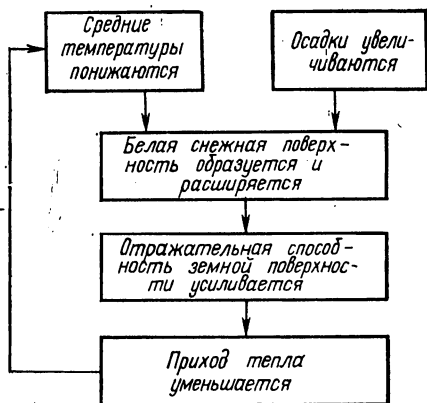 Средние
температуры
понижаются
Осадки увели-
чиваются
Белая снежная поверх-
ность образуется и
расширяется
Отражательная способ-
ность земной поверхнос-
ти усиливается
Приход тепла
уменьшается